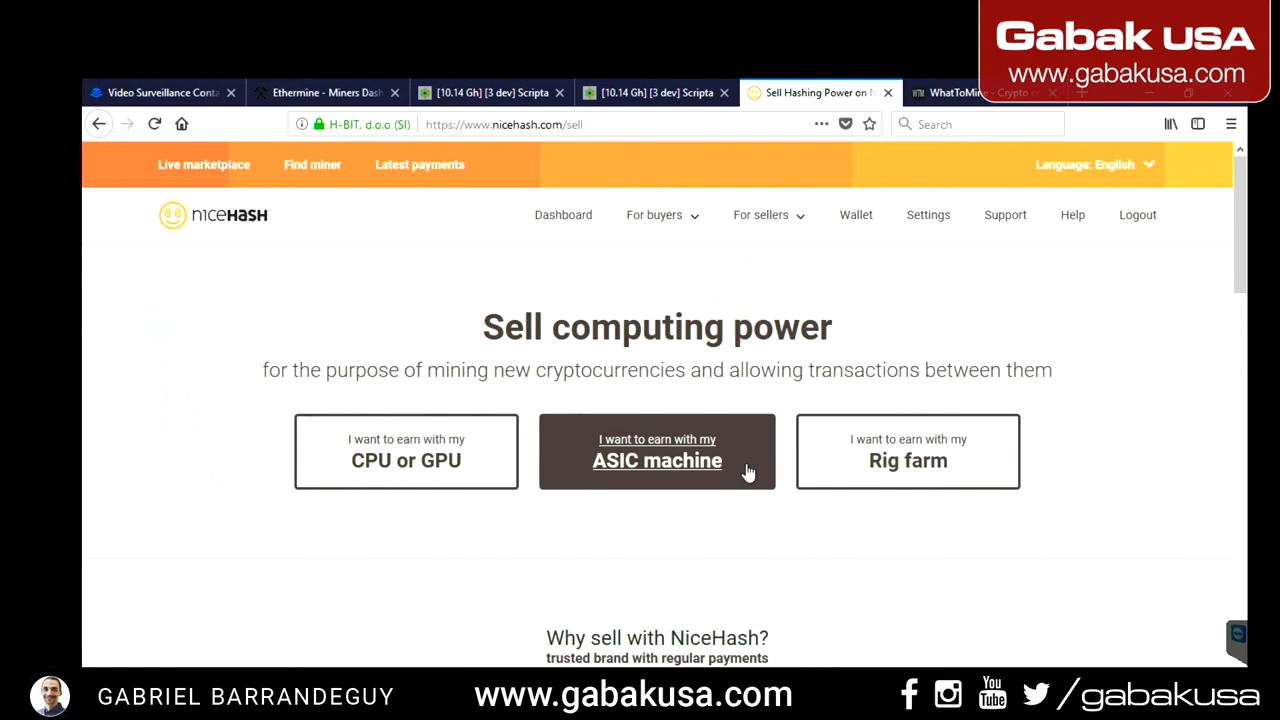 Gabak USA
www.gabakusa.com
Video Surveillance Conta
Ethermine - Miners Dash
[10.14 Gh] [3 dev] Scripta
[10.14 Gh] [3 dev] Scripta
Sell Hashing Power on N
WTM WhatToMine - Crypto co
H-BIT, d.o.o (SI)
https://www.nicehash.com/sell
Search
Live marketplace
Find miner
Latest payments
Language: English
niceHASH
Dashboard
For buyers
For sellers
Wallet
Settings
Support
Help
Logout
Sell computing power
for the purpose of mining new cryptocurrencies and allowing transactions between them
I want to earn with my
CPU or GPU
I want to earn with my
ASIC machine
I want to earn with my
Rig farm
Why sell with NiceHash?
trusted brand with regular payments
GABRIEL BARRANDEGUY
www.gabakusa.com
You Tube
/gabakusa